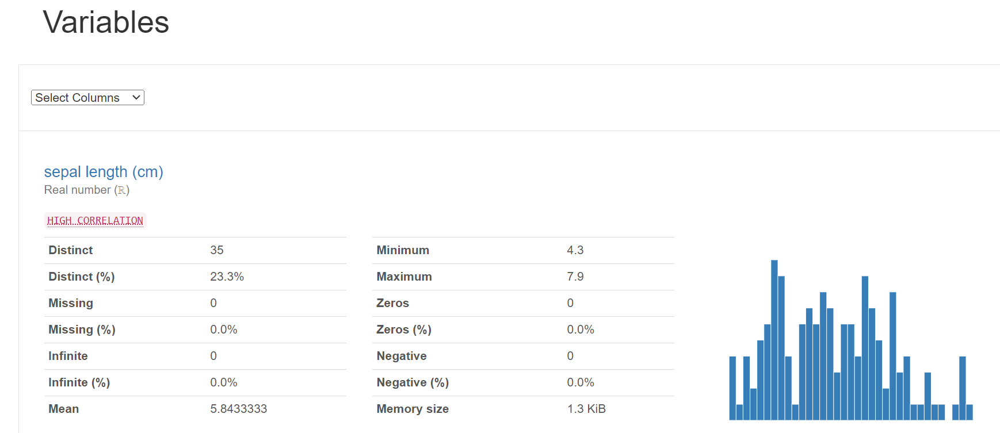 Variables
Select Columns
sepal length (cm)
Real number (ℝ)
HIGH CORRELATION
Distinct 35
Distinct (%) 23.3%
Missing 0
Missing (%) 0.0%
Infinite 0
Infinite (%) 0.0%
Mean 5.8433333
Minimum 4.3
Maximum 7.9
Zeros 0
Zeros (%) 0.0%
Negative 0
Negative (%) 0.0%
Memory size 1.3 KiB